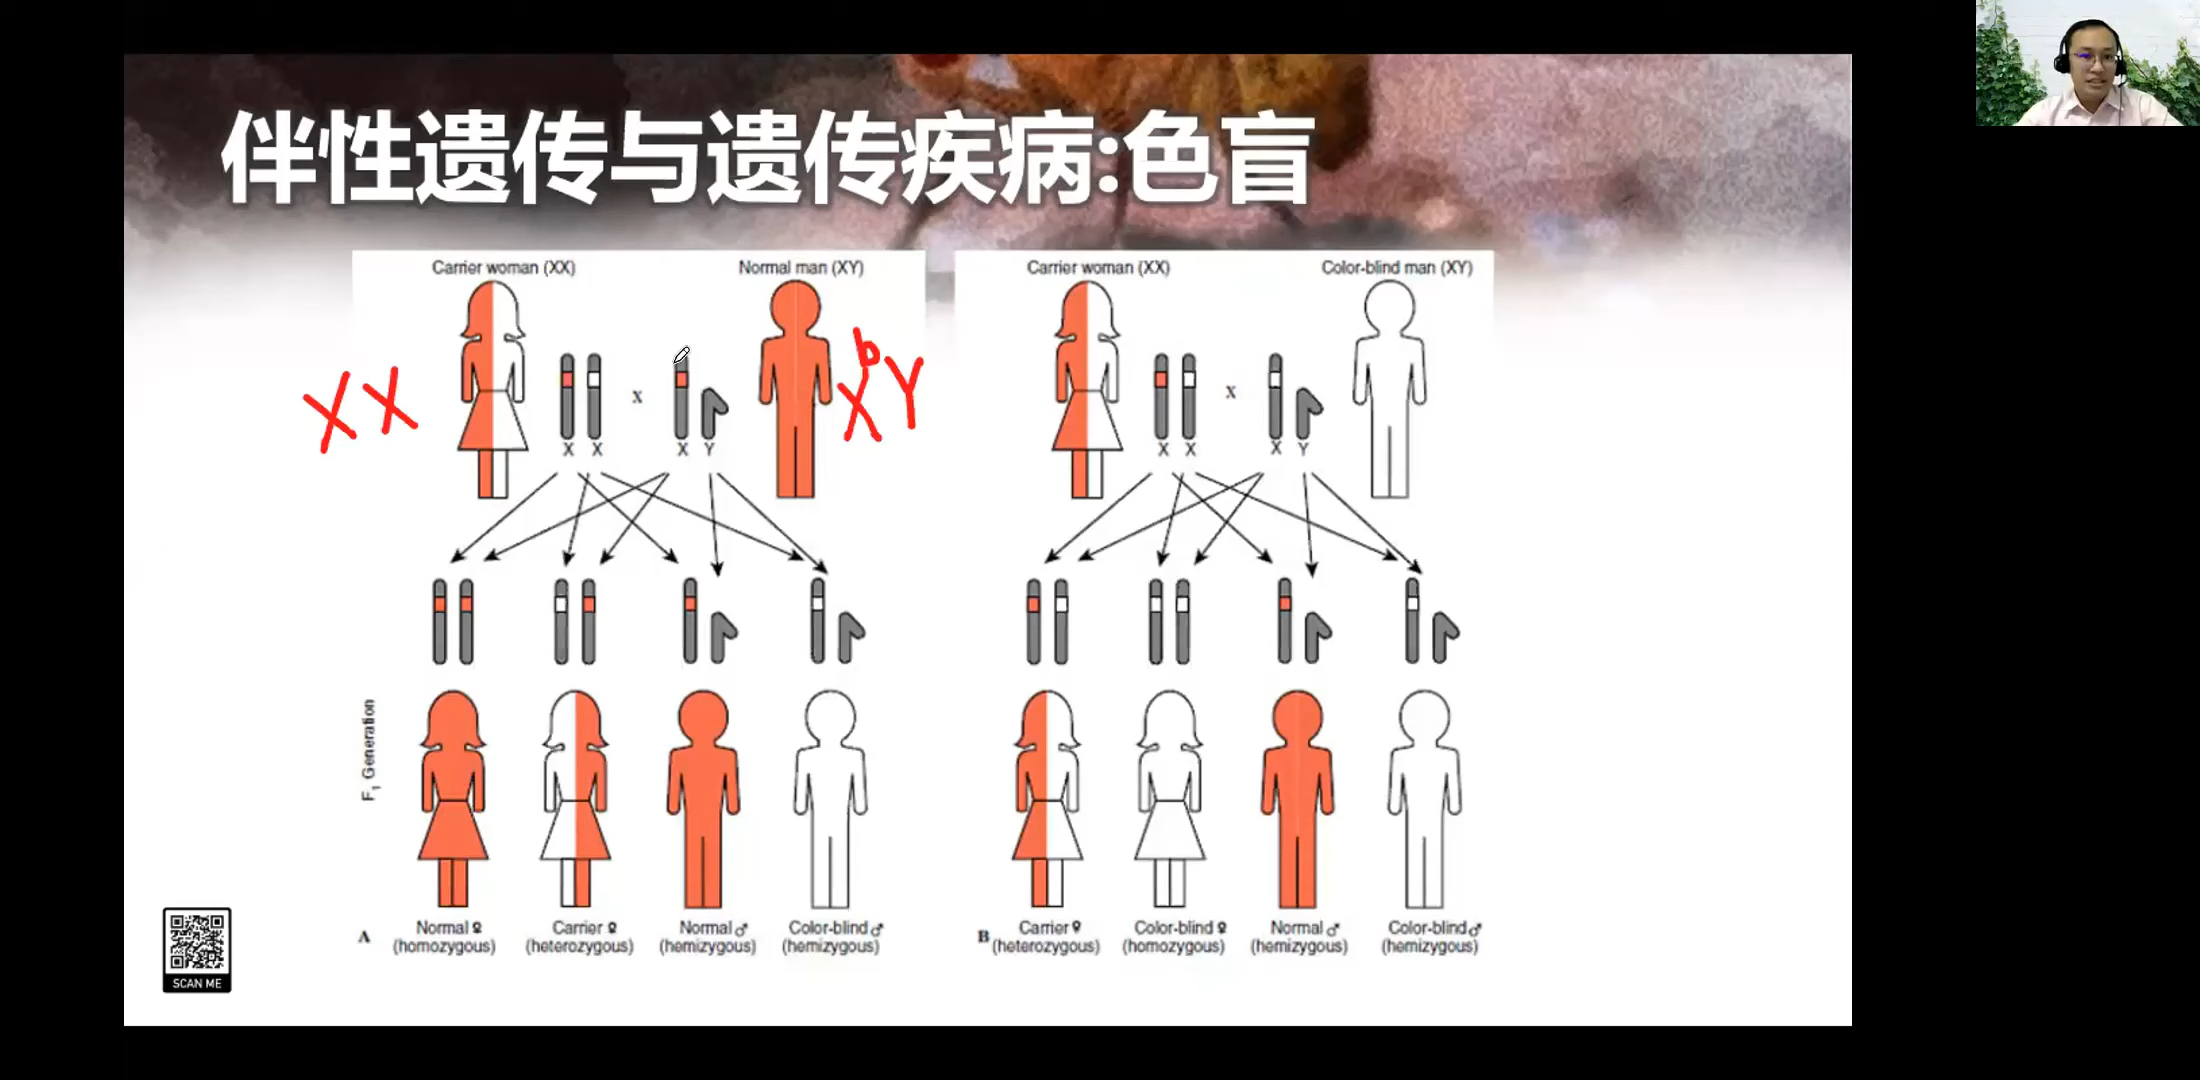 伴性遗传与遗传疾病:色盲
Carrier woman (XX)
Normal man (XY)
XX
X
X
x
X
Y
XbY
Carrier woman (XX)
Color-blind man (XY)
X
X
x
X
Y
F1 Generation
A
Normal ♀
(homozygous)
Carrier ♀
(heterozygous)
Normal ♂
(hemizygous)
Color-blind ♂
(hemizygous)
B
Carrier ♀
(heterozygous)
Color-blind ♀
(homozygous)
Normal ♂
(hemizygous)
Color-blind ♂
(hemizygous)
SCAN ME